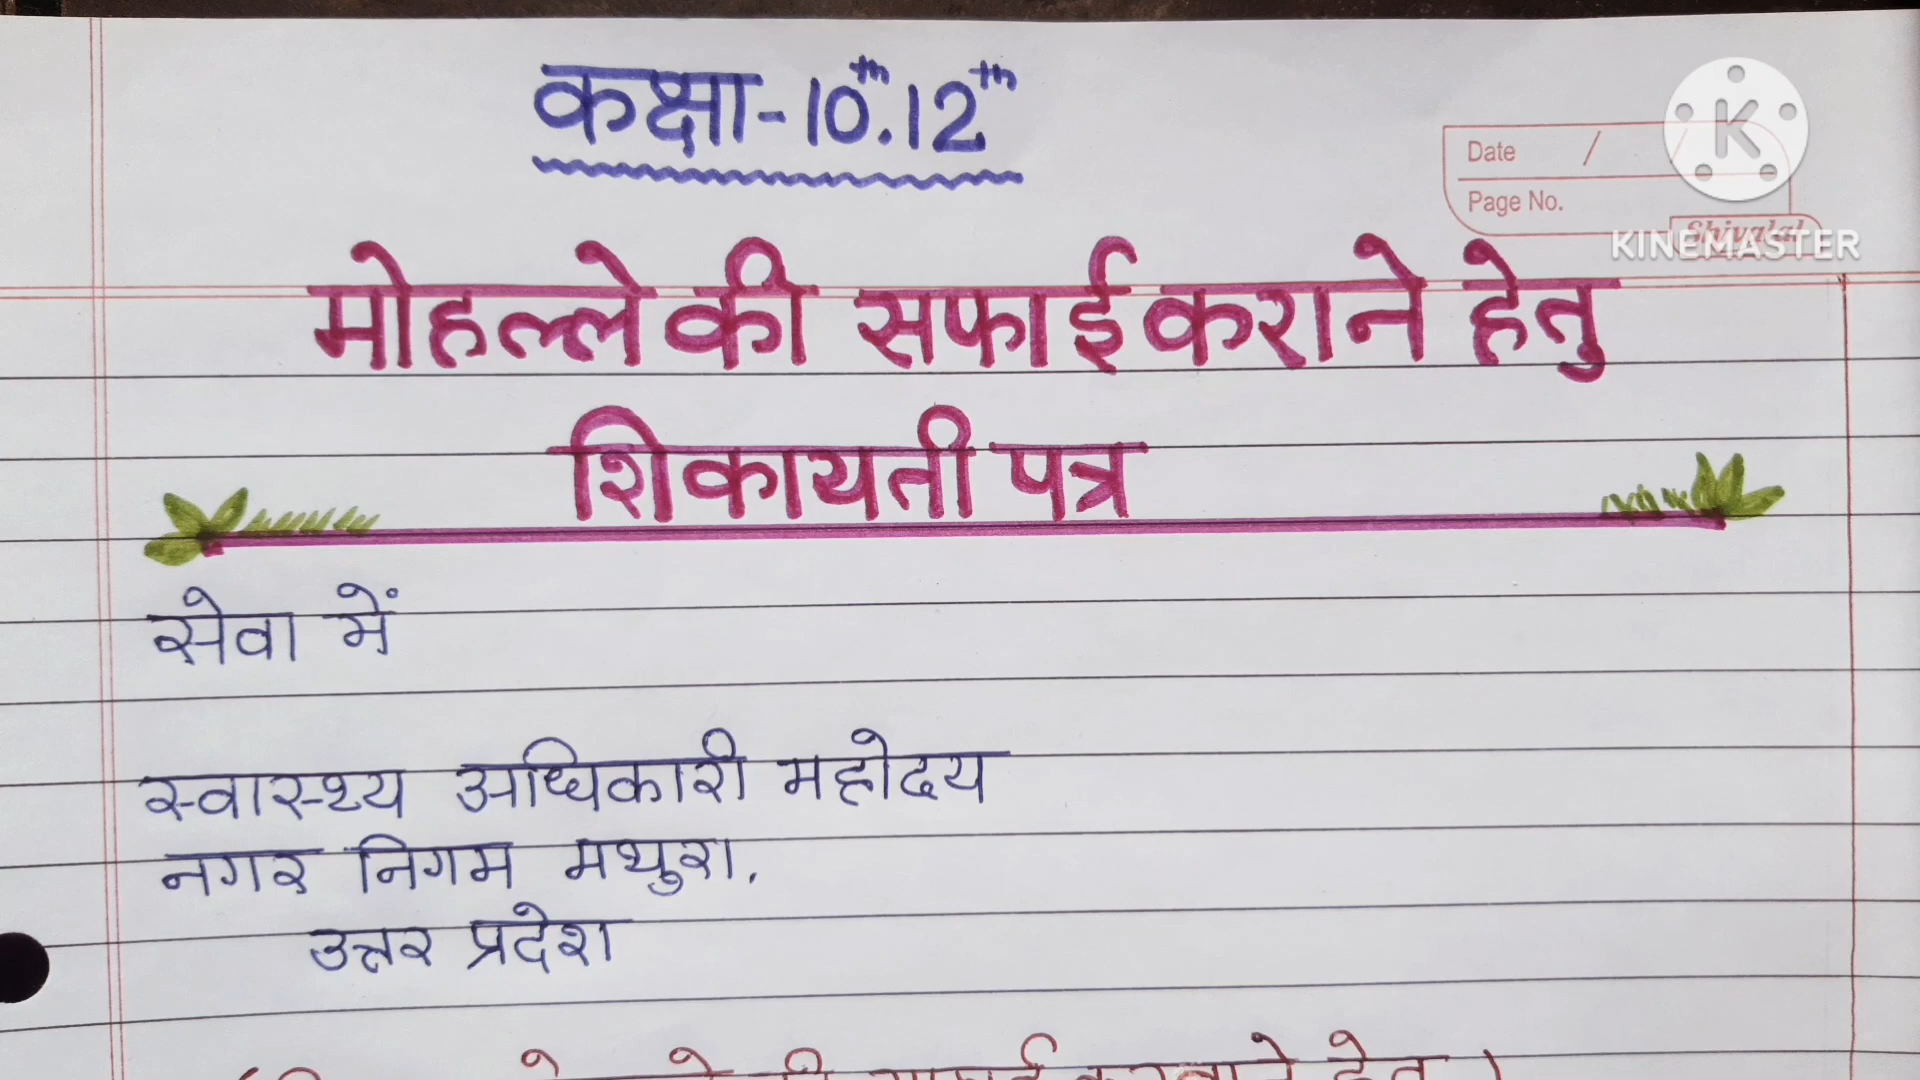 कक्षा-10th.12th
Date / /
Page No.
Shivalal
KINEMASTER
मोहल्ले की सफाई कराने हेतु
शिकायती पत्र
सेवा में
स्वास्थ्य अधिकारी महोदय
नगर निगम मथुरा.
उत्तर प्रदेश